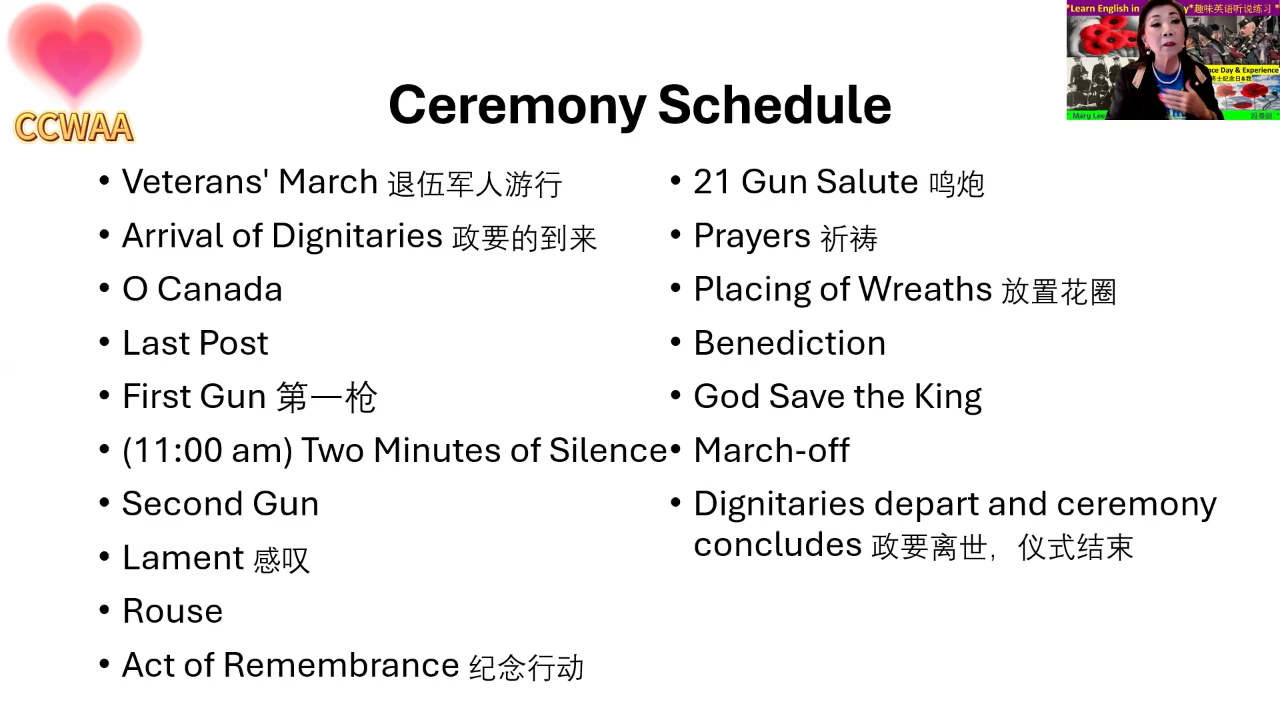 CCWAA
*Learn English in
y*趣味英语听说练习 *
ce Day & Experience
Mary Lee
Ceremony Schedule
• Veterans' March 退伍军人游行
• Arrival of Dignitaries 政要的到来
• O Canada
• Last Post
• First Gun 第一枪
• (11:00 am) Two Minutes of Silence
• Second Gun
• Lament 感叹
• Rouse
• Act of Remembrance 纪念行动
• 21 Gun Salute 鸣炮
• Prayers 祈祷
• Placing of Wreaths 放置花圈
• Benediction
• God Save the King
• March-off
• Dignitaries depart and ceremony
concludes 政要离世，仪式结束